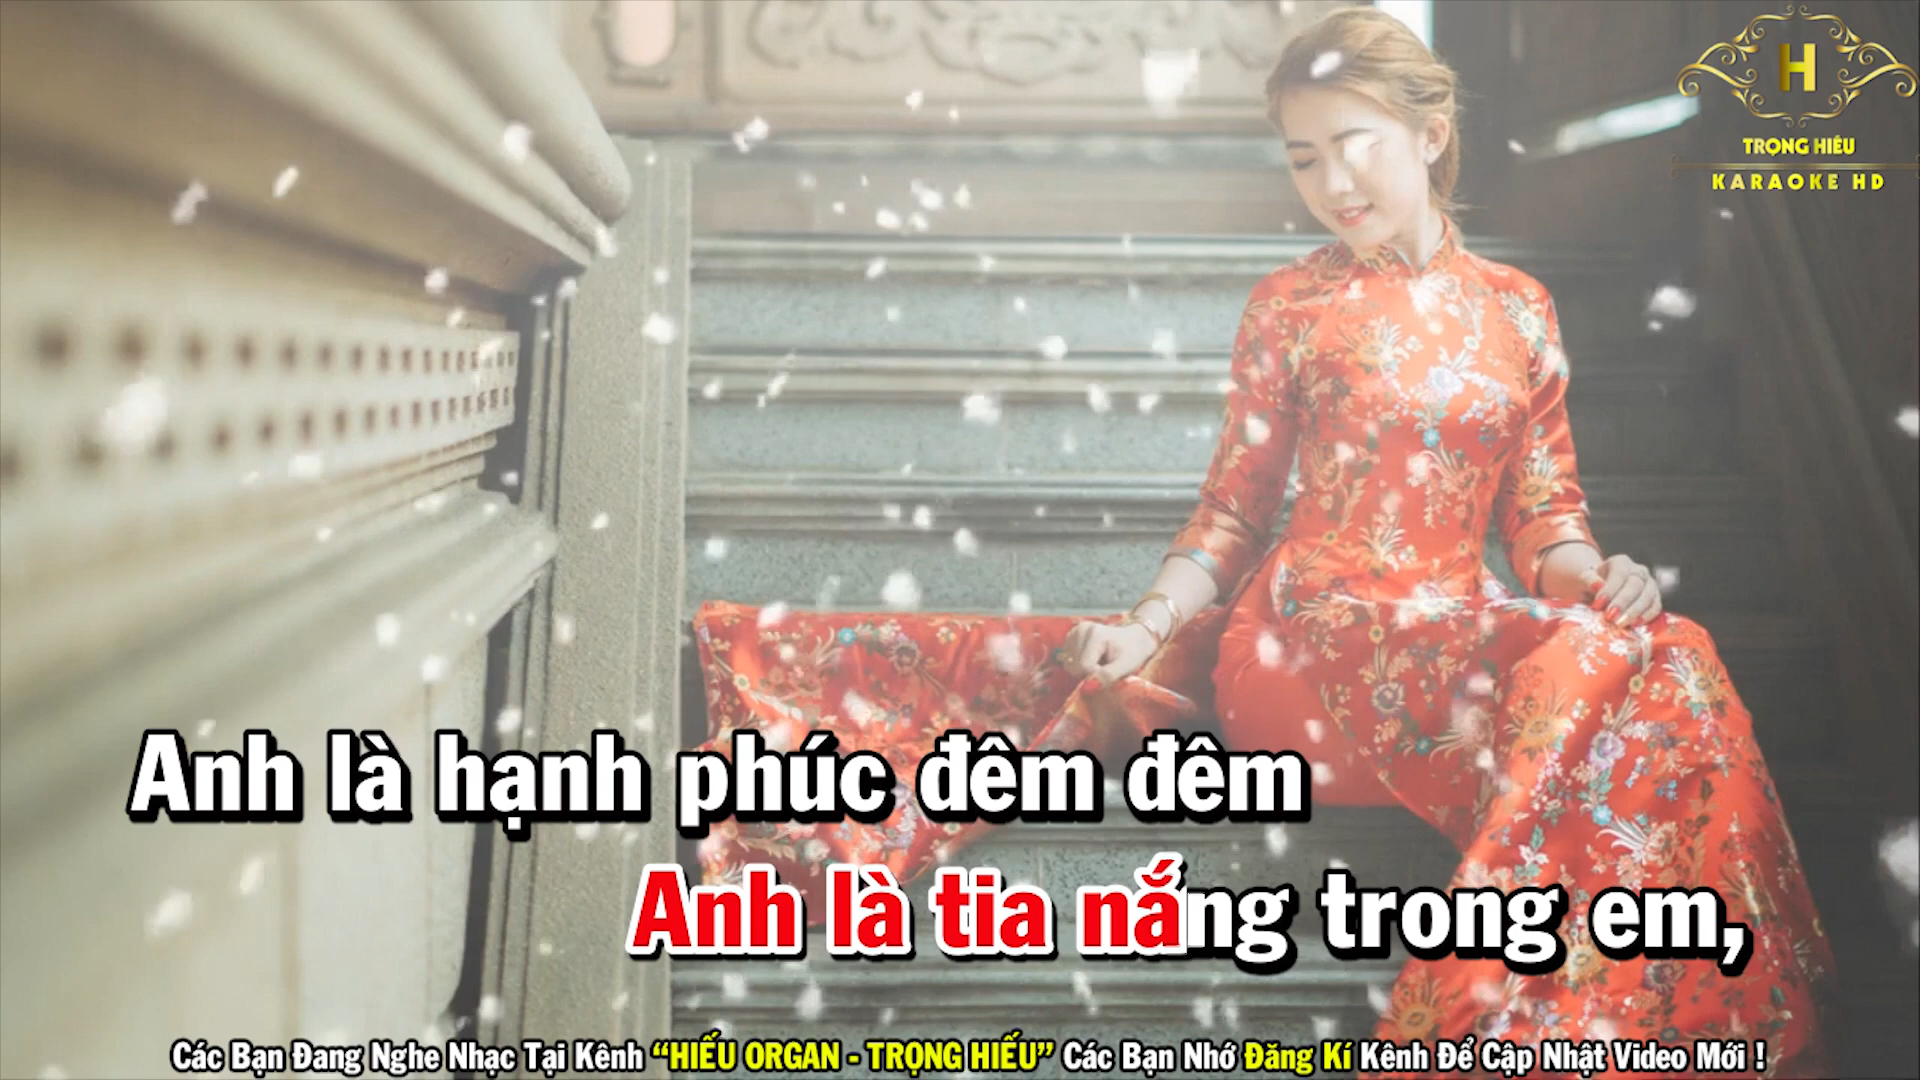 H
TRỌNG HIẾU
KARAOKE HD
Anh là hạnh phúc đêm đêm
Anh là tia nắng trong em,
Các Bạn Đang Nghe Nhạc Tại Kênh “HIẾU ORGAN - TRỌNG HIẾU” Các Bạn Nhớ Đăng Kí Kênh Để Cập Nhật Video Mới !